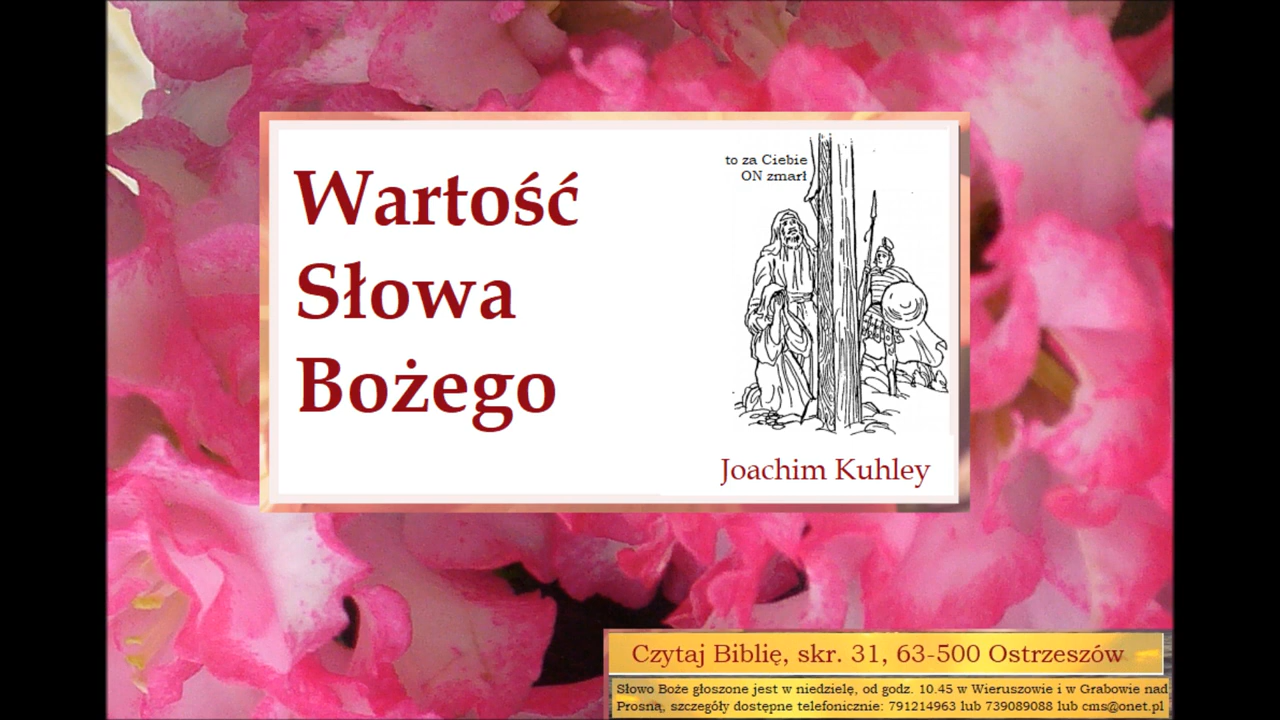 Wartość
Słowa
Bożego
to za Ciebie
ON zmarł
Joachim Kuhley
Czytaj Biblię, skr. 31, 63-500 Ostrzeszów
Słowo Boże głoszone jest w niedzielę, od godz. 10.45 w Wieruszowie i w Grabowie nad
Prosną, szczegóły dostępne telefonicznie: 791214963 lub 739089088 lub cms@onet.pl